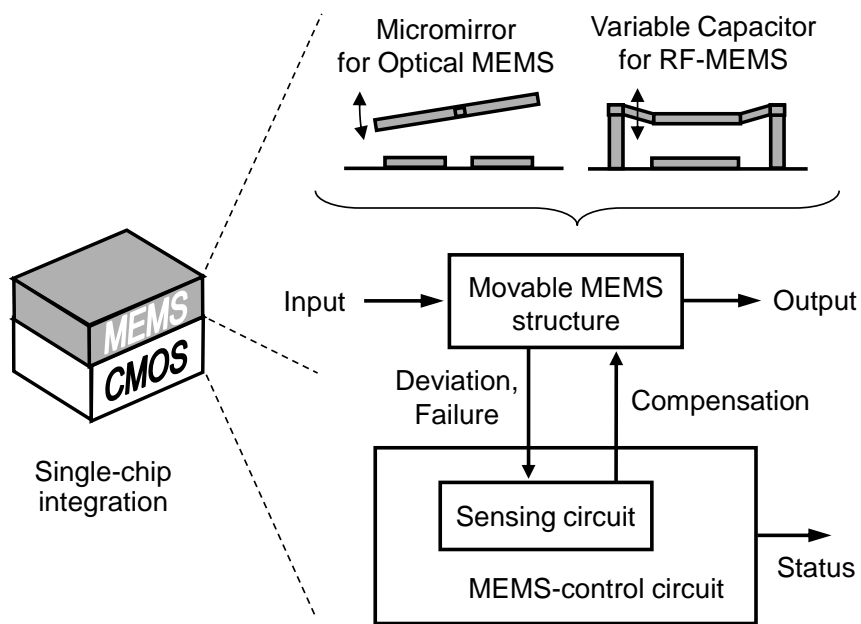 Micromirror
for Optical MEMS
Variable Capacitor
for RF-MEMS
MEMS
CMOS
Single-chip
integration
Input
Movable MEMS
structure
Output
Deviation,
Failure
Compensation
Sensing circuit
MEMS-control circuit
Status